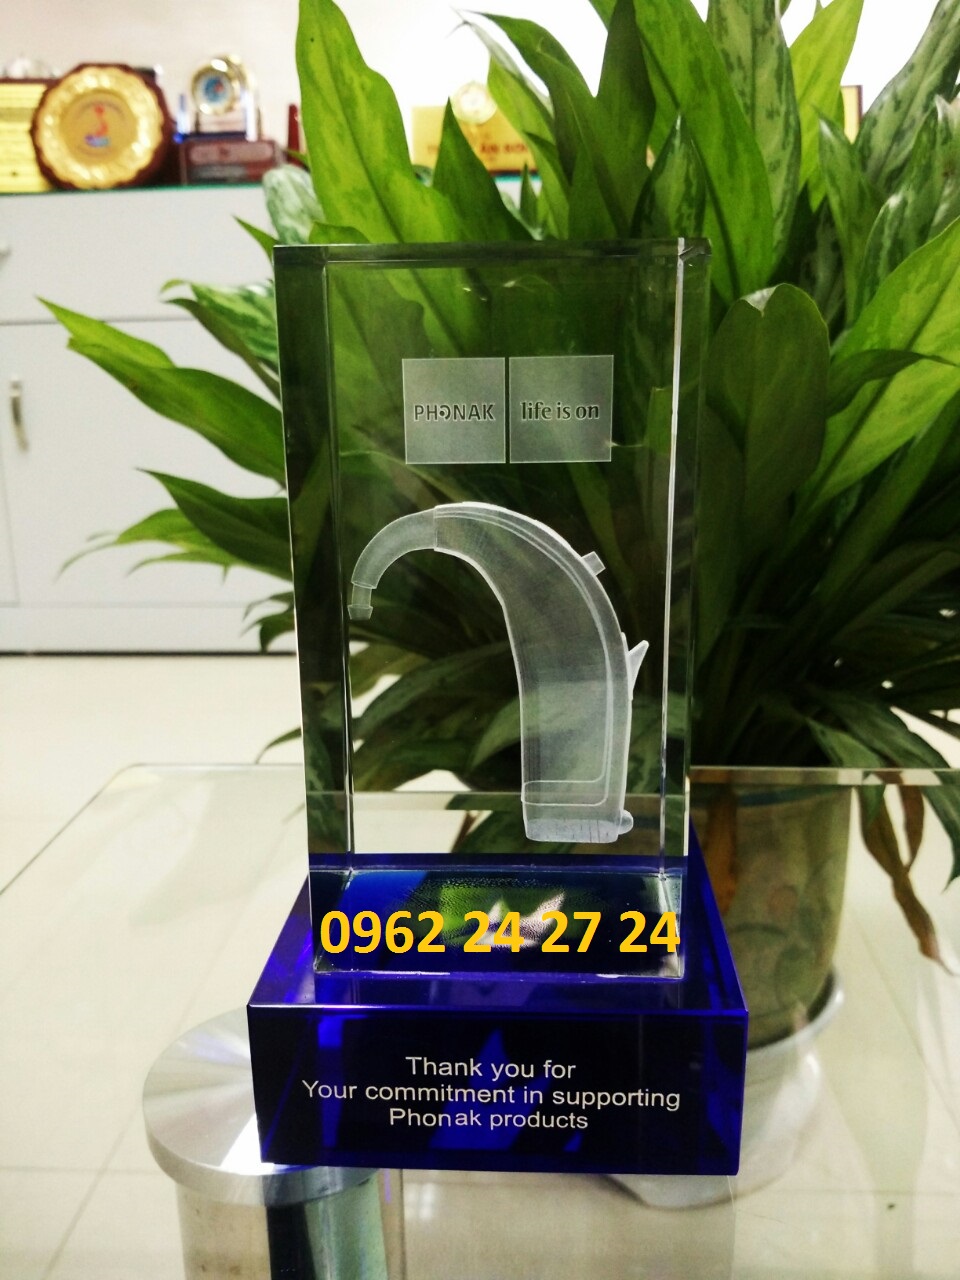 PHONAK
life is on
0962 24 27 24
Thank you for
Your commitment in supporting
Phonak products